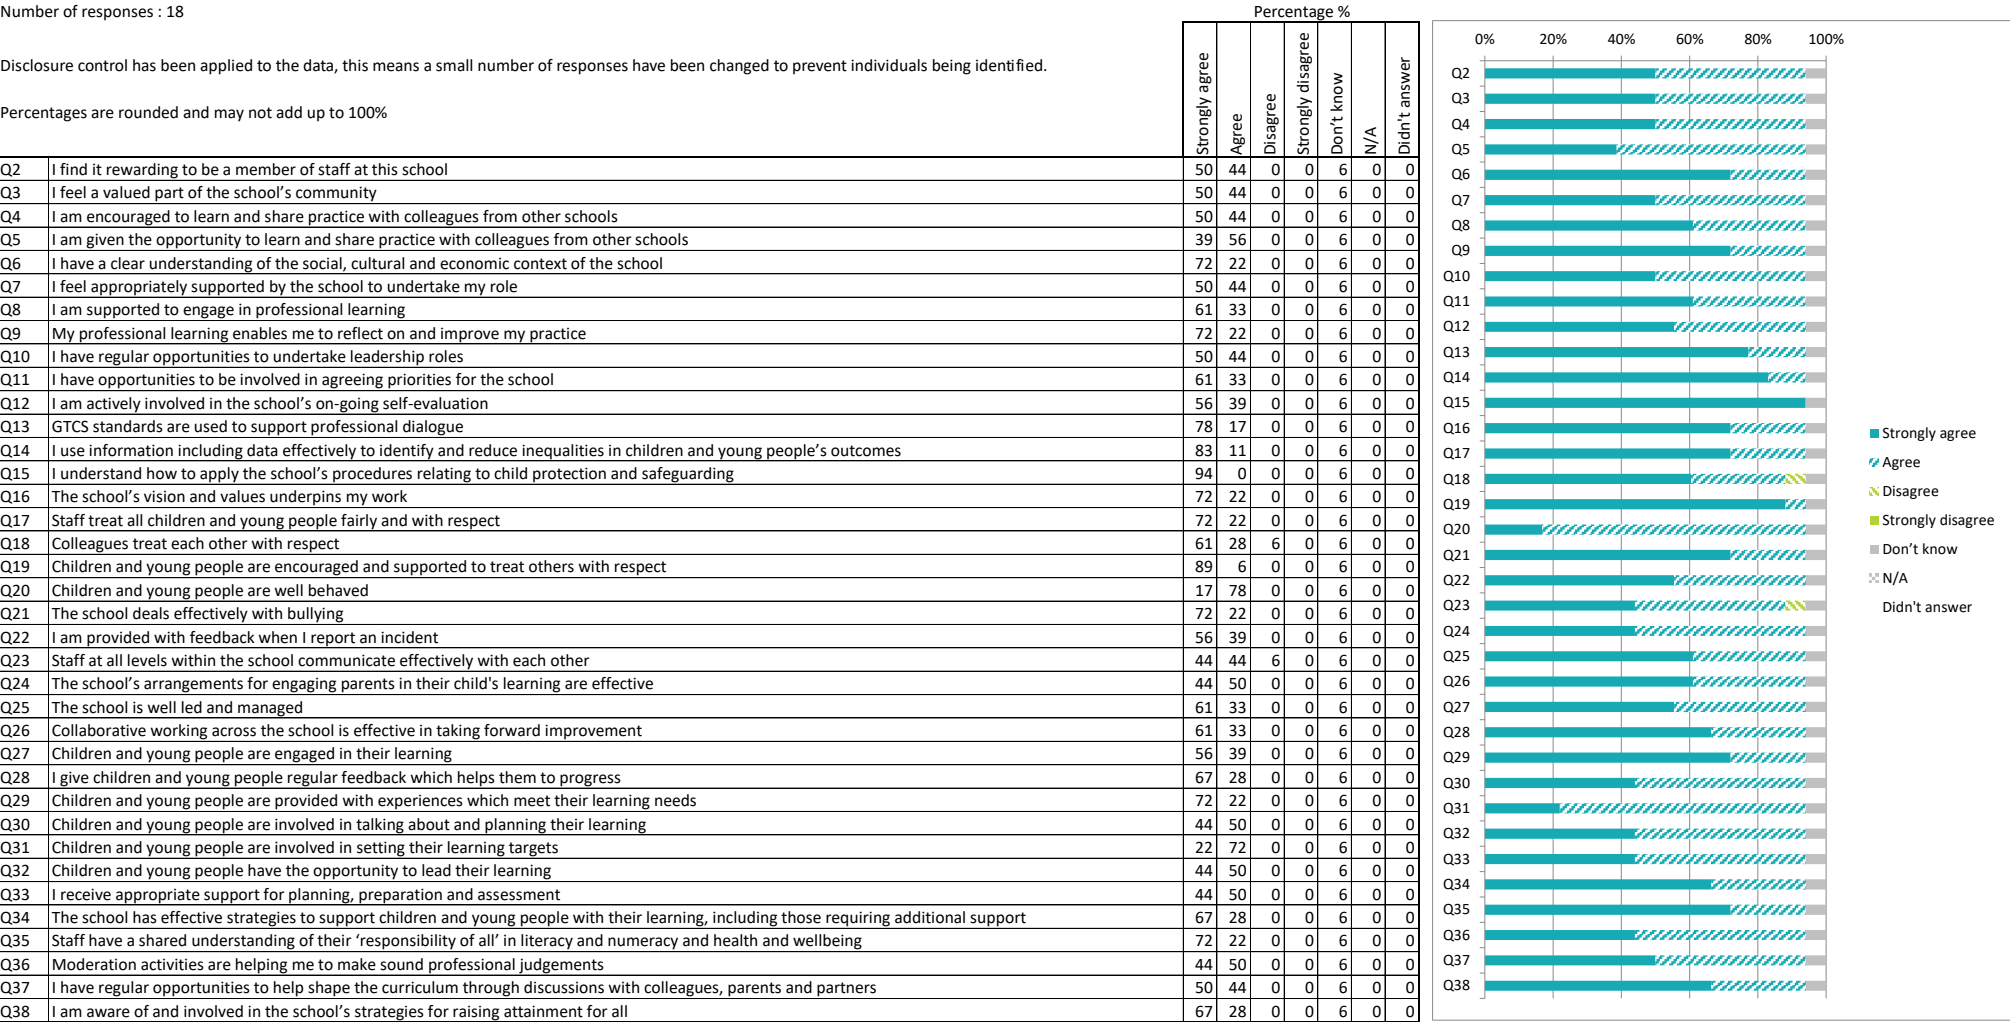 Number of responses : 18
Percentage %
Disclosure control has been applied to the data, this means a small number of responses have been changed to prevent individuals being identified.
Percentages are rounded and may not add up to 100%
Strongly agree
Agree
Disagree
Strongly disagree
Don't know
N/A
Didn't answer
Q2 I find it rewarding to be a member of staff at this school 50 44 0 0 6 0 0
Q3 I feel a valued part of the school’s community 50 44 0 0 6 0 0
Q4 I am encouraged to learn and share practice with colleagues from other schools 50 44 0 0 6 0 0
Q5 I am given the opportunity to learn and share practice with colleagues from other schools 39 56 0 0 6 0 0
Q6 I have a clear understanding of the social, cultural and economic context of the school 72 22 0 0 6 0 0
Q7 I feel appropriately supported by the school to undertake my role 50 44 0 0 6 0 0
Q8 I am supported to engage in professional learning 61 33 0 0 6 0 0
Q9 My professional learning enables me to reflect on and improve my practice 72 22 0 0 6 0 0
Q10 I have regular opportunities to undertake leadership roles 50 44 0 0 6 0 0
Q11 I have opportunities to be involved in agreeing priorities for the school 61 33 0 0 6 0 0
Q12 I am actively involved in the school’s on-going self-evaluation 56 39 0 0 6 0 0
Q13 GTCS standards are used to support professional dialogue 78 17 0 0 6 0 0
Q14 I use information including data effectively to identify and reduce inequalities in children and young people’s outcomes 83 11 0 0 6 0 0
Q15 I understand how to apply the school’s procedures relating to child protection and safeguarding 94 0 0 0 6 0 0
Q16 The school’s vision and values underpins my work 72 22 0 0 6 0 0
Q17 Staff treat all children and young people fairly and with respect 72 22 0 0 6 0 0
Q18 Colleagues treat each other with respect 61 28 6 0 6 0 0
Q19 Children and young people are encouraged and supported to treat others with respect 89 6 0 0 6 0 0
Q20 Children and young people are well behaved 17 78 0 0 6 0 0
Q21 The school deals effectively with bullying 72 22 0 0 6 0 0
Q22 I am provided with feedback when I report an incident 56 39 0 0 6 0 0
Q23 Staff at all levels within the school communicate effectively with each other 44 44 6 0 6 0 0
Q24 The school’s arrangements for engaging parents in their child's learning are effective 44 50 0 0 6 0 0
Q25 The school is well led and managed 61 33 0 0 6 0 0
Q26 Collaborative working across the school is effective in taking forward improvement 61 33 0 0 6 0 0
Q27 Children and young people are engaged in their learning 56 39 0 0 6 0 0
Q28 I give children and young people regular feedback which helps them to progress 67 28 0 0 6 0 0
Q29 Children and young people are provided with experiences which meet their learning needs 72 22 0 0 6 0 0
Q30 Children and young people are involved in talking about and planning their learning 44 50 0 0 6 0 0
Q31 Children and young people are involved in setting their learning targets 22 72 0 0 6 0 0
Q32 Children and young people have the opportunity to lead their learning 44 50 0 0 6 0 0
Q33 I receive appropriate support for planning, preparation and assessment 44 50 0 0 6 0 0
Q34 The school has effective strategies to support children and young people with their learning, including those requiring additional support 67 28 0 0 6 0 0
Q35 Staff have a shared understanding of their ‘responsibility of all’ in literacy and numeracy and health and wellbeing 72 22 0 0 6 0 0
Q36 Moderation activities are helping me to make sound professional judgements 44 50 0 0 6 0 0
Q37 I have regular opportunities to help shape the curriculum through discussions with colleagues, parents and partners 50 44 0 0 6 0 0
Q38 I am aware of and involved in the school’s strategies for raising attainment for all 67 28 0 0 6 0 0
0% 20% 40% 60% 80% 100%
Q2
Q3
Q4
Q5
Q6
Q7
Q8
Q9
Q10
Q11
Q12
Q13
Q14
Q15
Q16
Q17
Q18
Q19
Q20
Q21
Q22
Q23
Q24
Q25
Q26
Q27
Q28
Q29
Q30
Q31
Q32
Q33
Q34
Q35
Q36
Q37
Q38
Strongly agree
Agree
Disagree
Strongly disagree
Don’t know
N/A
Didn't answer